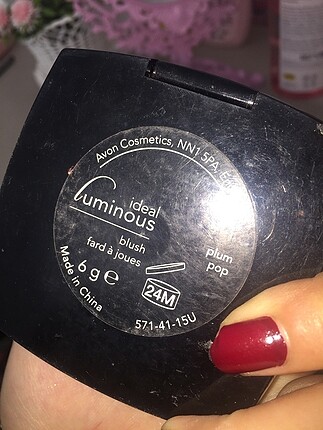 Avon Cosmetics, NN1 5PA,
ideal
luminous
blush
fard à joues
plum
pop
6 g e
24M
Made in China
571-41-15U